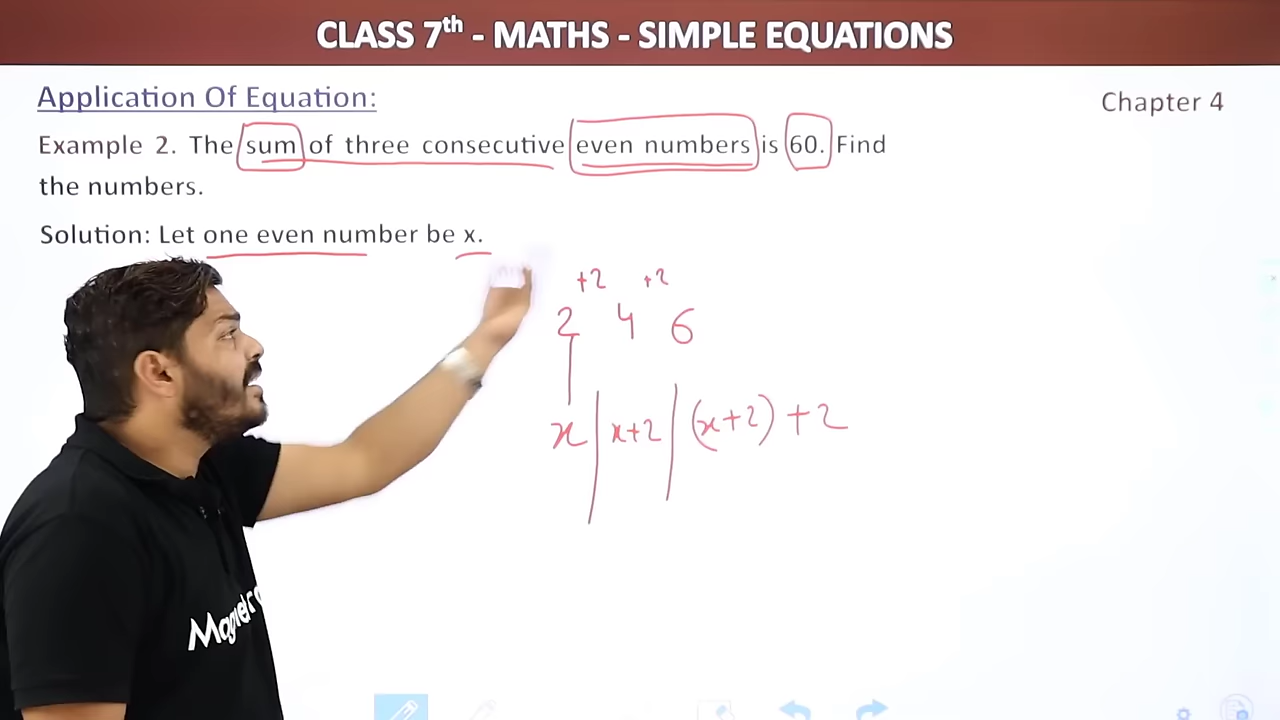 CLASS 7th - MATHS - SIMPLE EQUATIONS
Application Of Equation:
Chapter 4
Example 2. The sum of three consecutive even numbers is 60. Find
the numbers.
Solution: Let one even number be x.
+2 +2
2 4 6
x | x+2 | (x+2) + 2